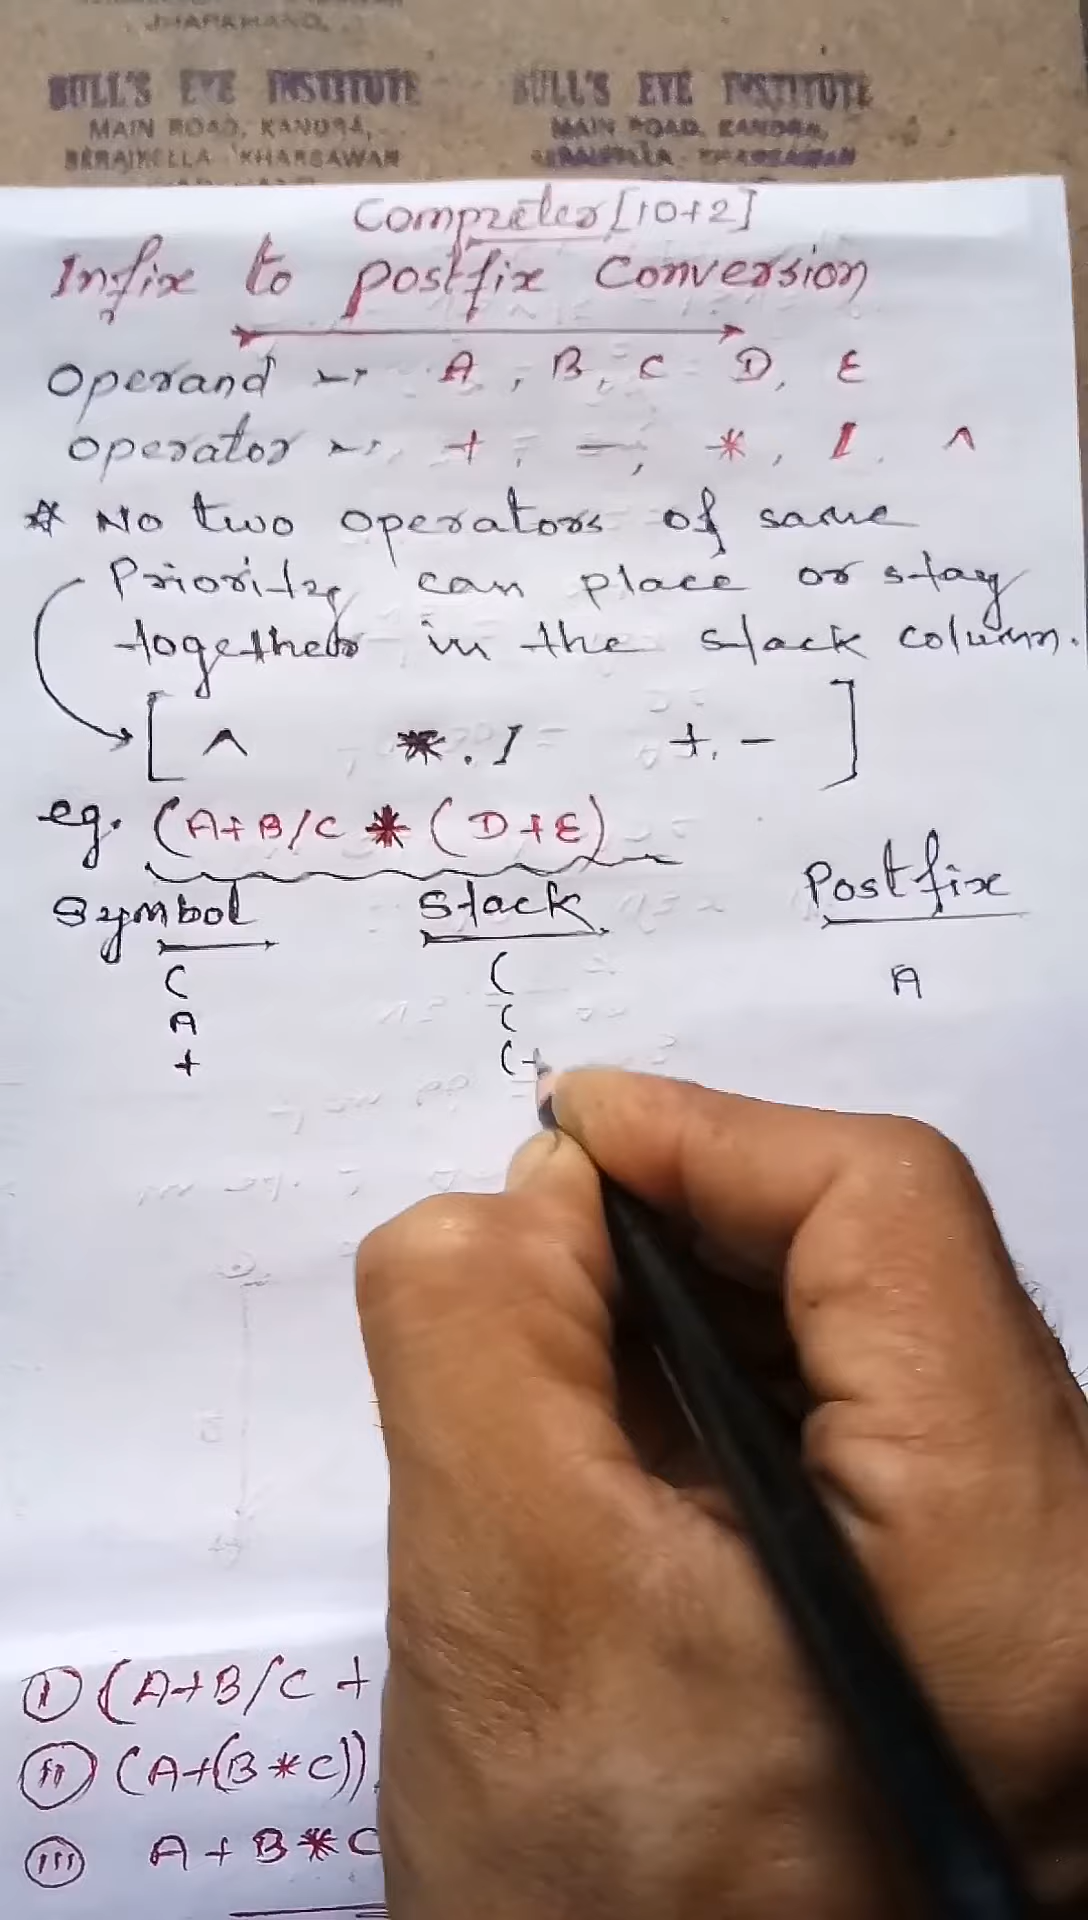 JHARKHAND.
BULL'S EYE INSTITUTE BULL'S EYE INSTITUTE
MAIN ROAD, KANDRA, MAIN ROAD, KANDRA,
SERAIKELLA KHARSAWAN SERAIKELLA KHARSAWAN
Computer [10+2]
Infix to Postfix Conversion
Operand → A, B, C D, E
Operator → +, -, *, /, ^
* No two operators of same
Priority can place or stay
together in the stack column.
[ ^ *, / +, - ]
eg. (A+B/C * (D+E)
Symbol Stack Postfix
( ( A
A (
+ (+
(i) (A+B/C +
(ii) (A+(B*C))
(iii) A+B*C